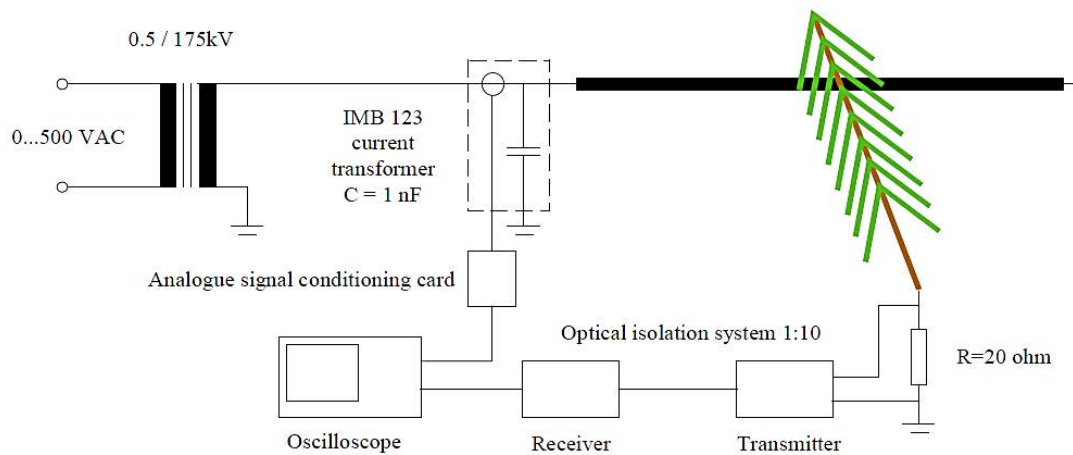 0.5 / 175kV
0...500 VAC
IMB 123
current
transformer
C = 1 nF
Analogue signal conditioning card
Optical isolation system 1:10
R=20 ohm
Oscilloscope
Receiver
Transmitter